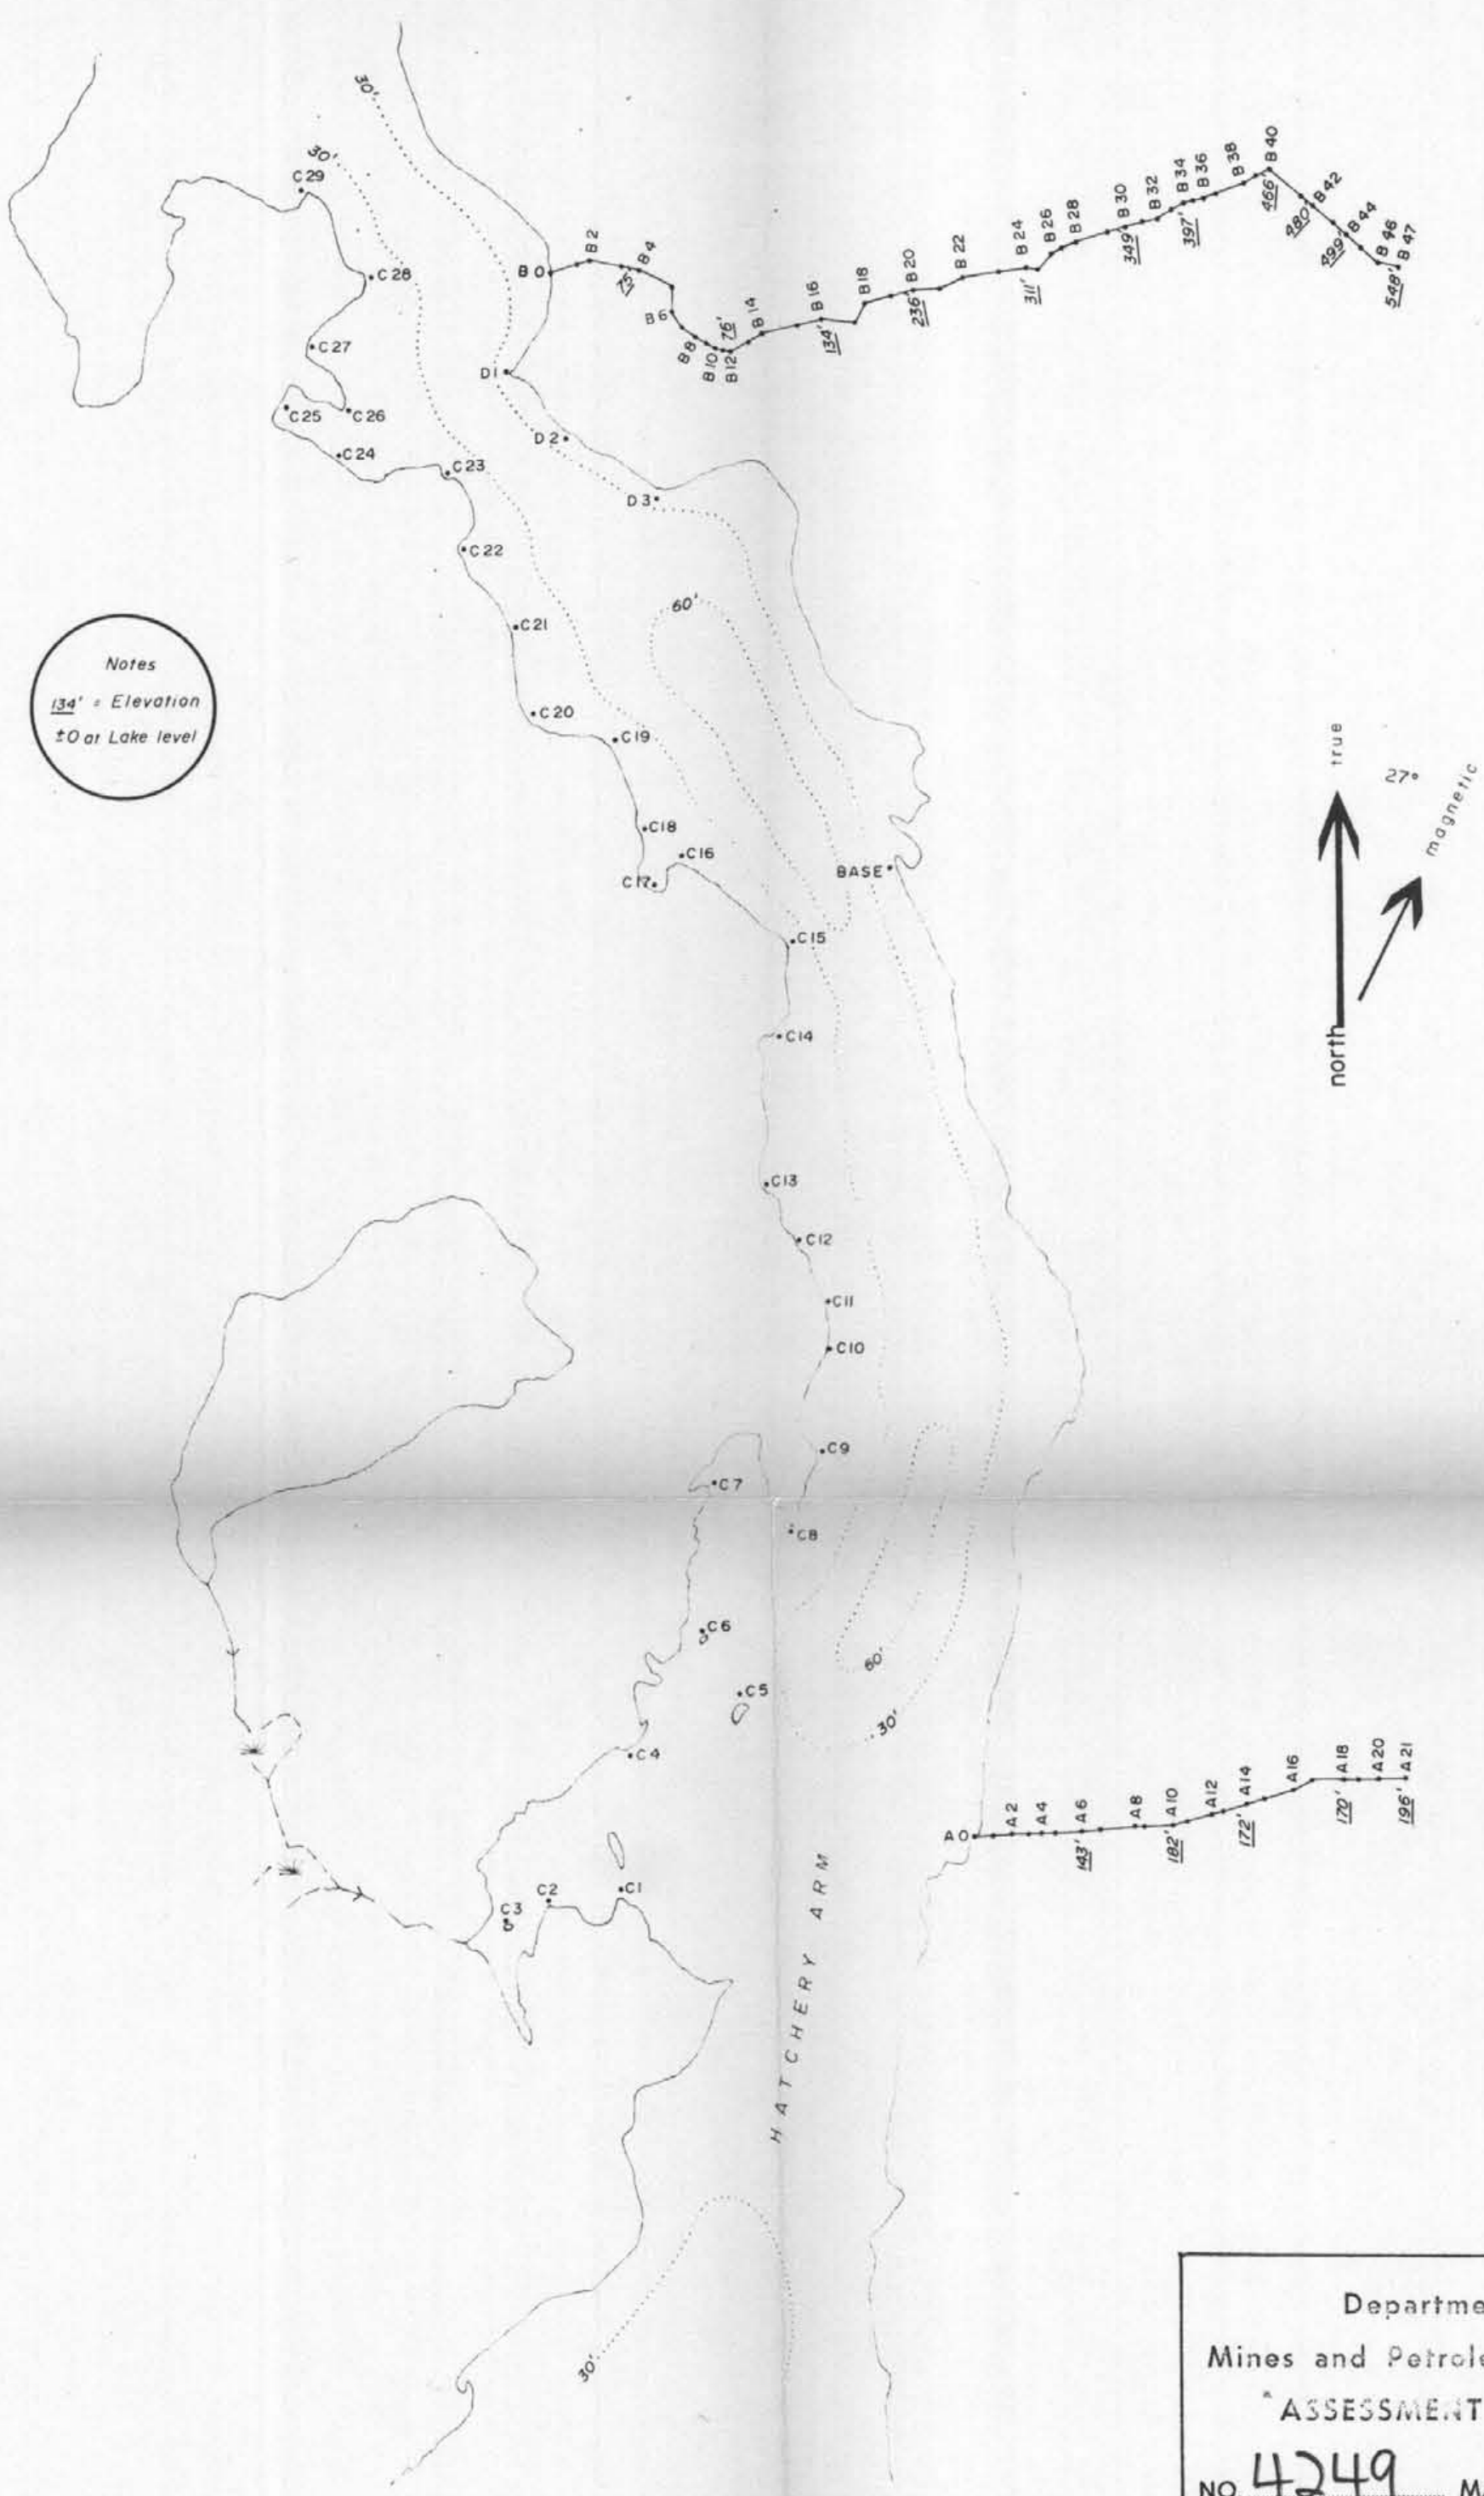 30'
30'
C29
C28
C27
C25
C26
C24
C23
C22
C21
C20
C19
C18
C16
C17
C15
C14
C13
C12
C11
C10
C9
C7
C8
C6
C5
C4
C3
C2
C1
D1
D2
D3
BASE
60'
60'
30'
30'
HATCHERY ARM
B0
B2
B4
75'
B6
B8
B10
B12
76'
B14
B16
134'
B18
B20
236'
B22
B24
311'
B26
B28
B30
349'
B32
B34
397'
B36
B38
B40
466'
B42
480'
B44
499'
B46
B47
548'
A0
A2
A4
A6
143'
A8
A10
182'
A12
A14
172'
A16
A18
170'
A20
A21
196'
Notes
134' = Elevation
±0 at Lake level
north
true
27°
magnetic
Departme
Mines and Petrole
ASSESSMENT
NO. 4249 M